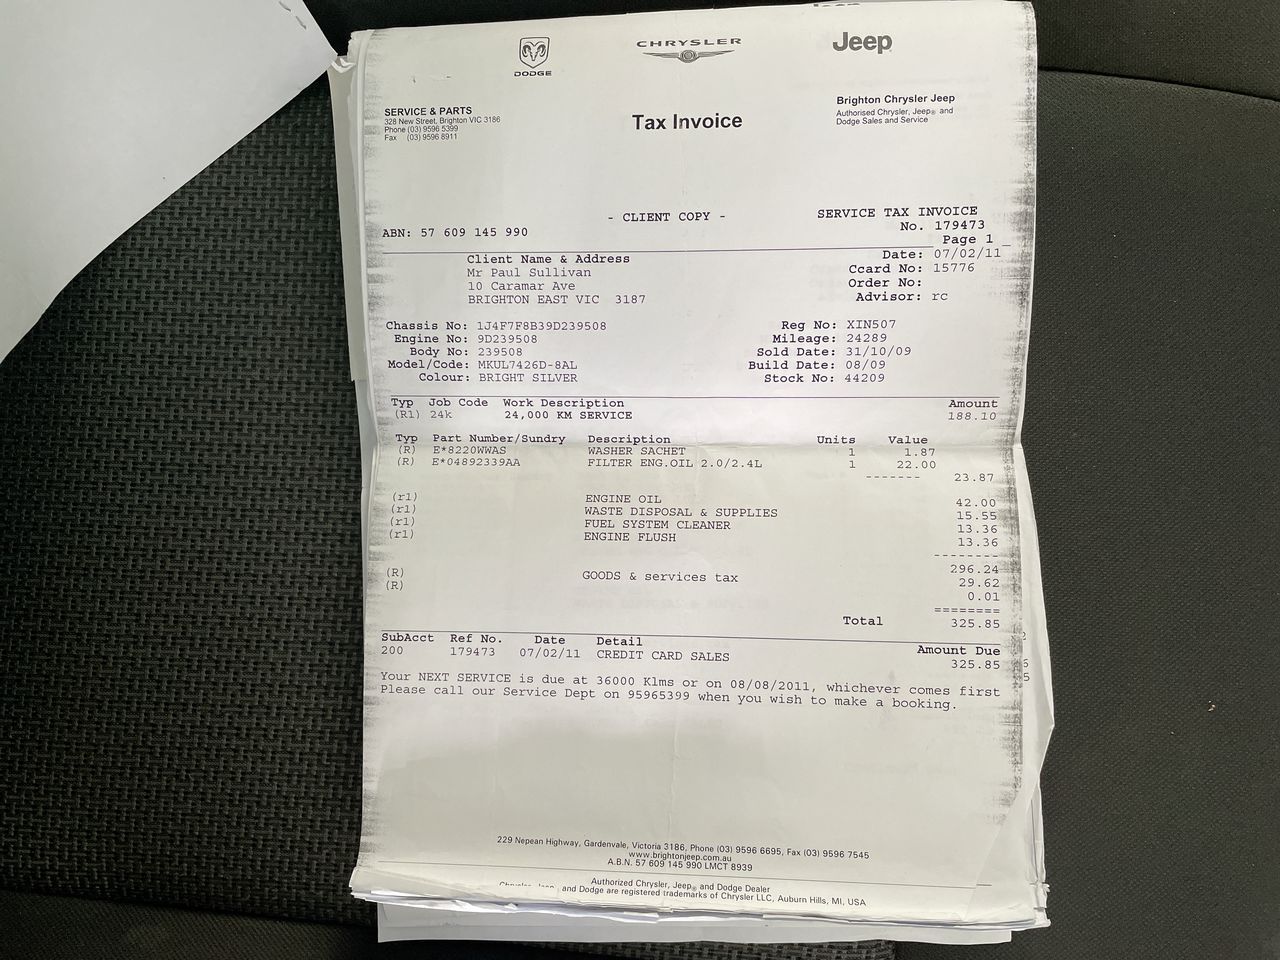 DODGE
CHRYSLER
Jeep
SERVICE & PARTS
328 New Street, Brighton VIC 3186
Phone (03) 9596 5399
Fax (03) 9596 8911
Tax Invoice
Brighton Chrysler Jeep
Authorised Chrysler, Jeep® and
Dodge Sales and Service
- CLIENT COPY -
SERVICE TAX INVOICE
No. 179473
ABN: 57 609 145 990
Page 1
Client Name & Address
Date: 07/02/11
Mr Paul Sullivan
Ccard No: 15776
10 Caramar Ave
Order No:
BRIGHTON EAST VIC 3187
Advisor: rc
Chassis No: 1J4F7F8B39D239508 Reg No: XIN507
Engine No: 9D239508 Mileage: 24289
Body No: 239508 Sold Date: 31/10/09
Model/Code: MKUL7426D-8AL Build Date: 08/09
Colour: BRIGHT SILVER Stock No: 44209
Typ Job Code Work Description Amount
(R1) 24k 24,000 KM SERVICE 188.10
Typ Part Number/Sundry Description Units Value
(R) E*8220WWAS WASHER SACHET 1 1.87
(R) E*04892339AA FILTER ENG.OIL 2.0/2.4L 1 22.00
------- 23.87
(r1) ENGINE OIL 42.00
(r1) WASTE DISPOSAL & SUPPLIES 15.55
(r1) FUEL SYSTEM CLEANER 13.36
(r1) ENGINE FLUSH 13.36
--------
296.24
(R) GOODS & services tax 29.62
(R) 0.01
========
Total 325.85
SubAcct Ref No. Date Detail Amount Due
200 179473 07/02/11 CREDIT CARD SALES 325.85
Your NEXT SERVICE is due at 36000 Klms or on 08/08/2011, whichever comes first
Please call our Service Dept on 95965399 when you wish to make a booking.
229 Nepean Highway, Gardenvale, Victoria 3186, Phone (03) 9596 6695, Fax (03) 9596 7545
www.brightonjeep.com.au
A.B.N. 57 609 145 990 LMCT 8939
Authorized Chrysler, Jeep® and Dodge Dealer
and Dodge are registered trademarks of Chrysler LLC, Auburn Hills, MI, USA